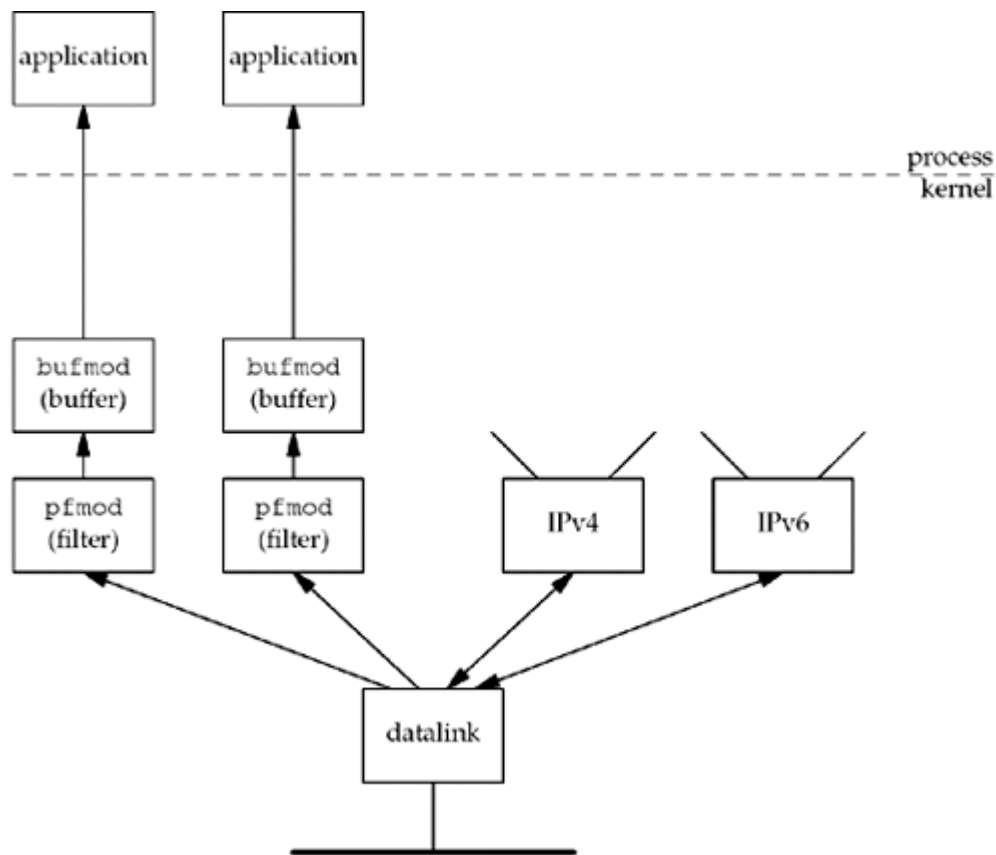 application
application
process
kernel
bufmod
(buffer)
bufmod
(buffer)
pfmod
(filter)
pfmod
(filter)
IPv4
IPv6
datalink